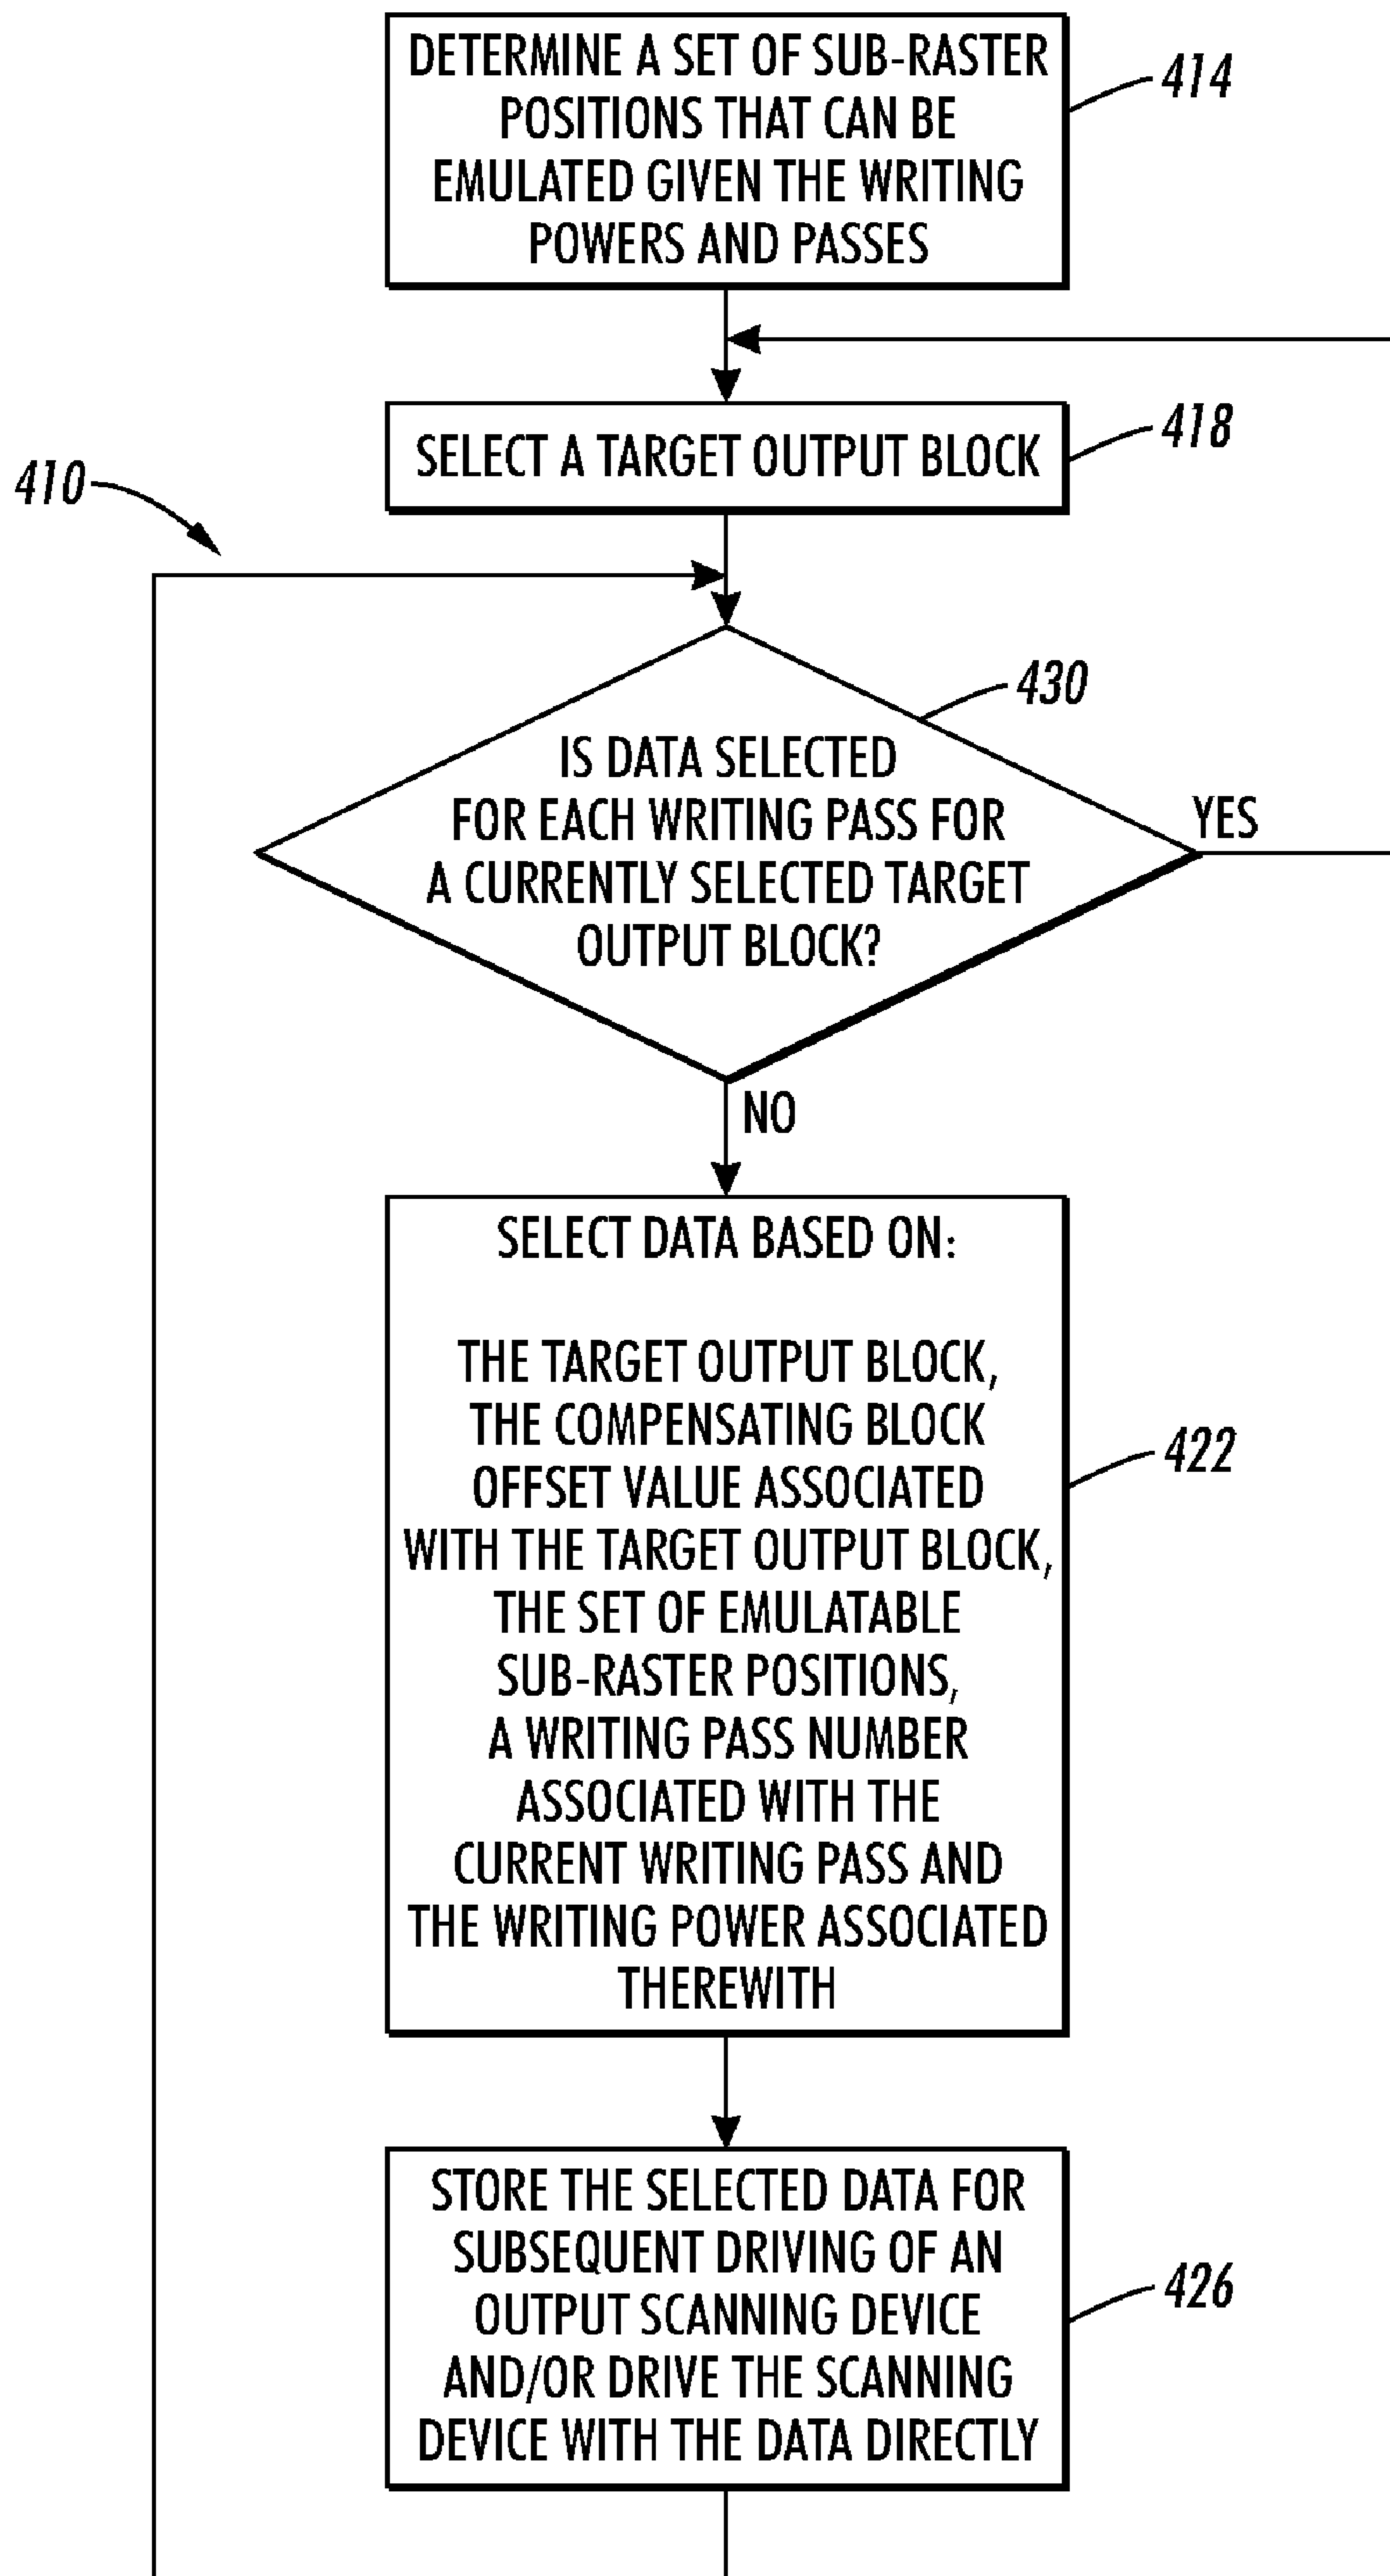 DETERMINE A SET OF SUB-RASTER
POSITIONS THAT CAN BE
EMULATED GIVEN THE WRITING
POWERS AND PASSES
414
SELECT A TARGET OUTPUT BLOCK
418
410
430
IS DATA SELECTED
FOR EACH WRITING PASS FOR
A CURRENTLY SELECTED TARGET
OUTPUT BLOCK?
YES
NO
SELECT DATA BASED ON:
THE TARGET OUTPUT BLOCK,
THE COMPENSATING BLOCK
OFFSET VALUE ASSOCIATED
WITH THE TARGET OUTPUT BLOCK,
THE SET OF EMULATABLE
SUB-RASTER POSITIONS,
A WRITING PASS NUMBER
ASSOCIATED WITH THE
CURRENT WRITING PASS AND
THE WRITING POWER ASSOCIATED
THEREWITH
422
STORE THE SELECTED DATA FOR
SUBSEQUENT DRIVING OF AN
OUTPUT SCANNING DEVICE
AND/OR DRIVE THE SCANNING
DEVICE WITH THE DATA DIRECTLY
426